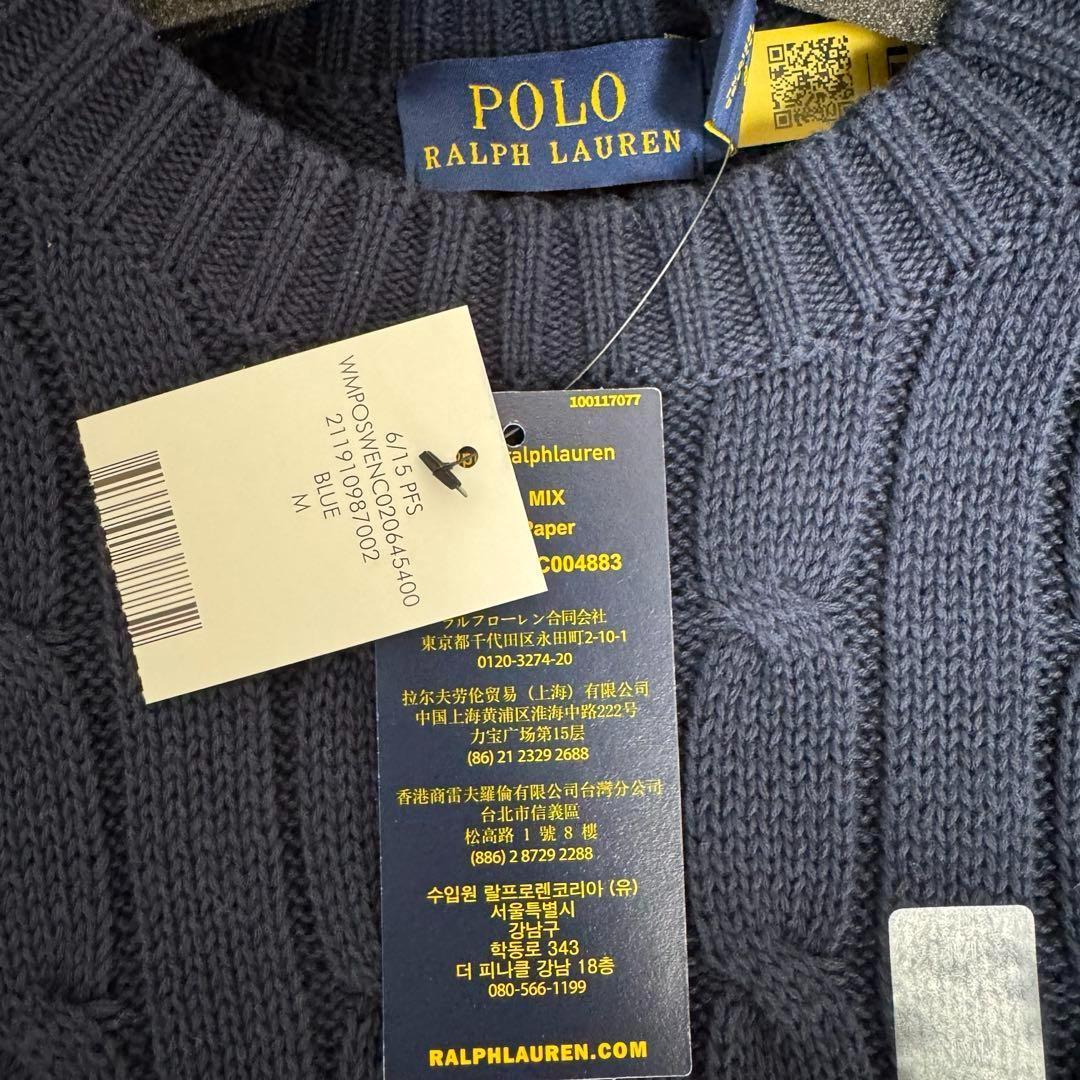 POLO
RALPH LAUREN
6/15 PFS
WMPOSWENC020645400
211910987002
BLUE
M
100117077
alphlauren
MIX
Paper
C004883
ラルフローレン合同会社
東京都千代田区永田町2-10-1
0120-3274-20
拉尔夫劳伦贸易（上海）有限公司
中国上海黄浦区淮海中路222号
力宝广场第15层
(86) 21 2329 2688
香港商雷夫羅倫有限公司台灣分公司
台北市信義區
松高路 1 號 8 樓
(886) 2 8729 2288
수입원 랄프로렌코리아 (유)
서울특별시
강남구
학동로 343
더 피나클 강남 18층
080-566-1199
RALPHLAUREN.COM